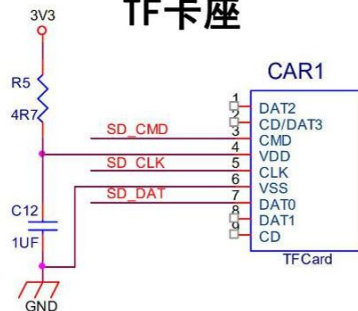 TF卡座
3V3
CAR1
R5
4R7
1 DAT2
2 CD/DAT3
SD_CMD 3 CMD
4 VDD
SD_CLK 5 CLK
6 VSS
SD_DAT 7 DAT0
8 DAT1
9 CD
C12
1UF
TFCard
GND